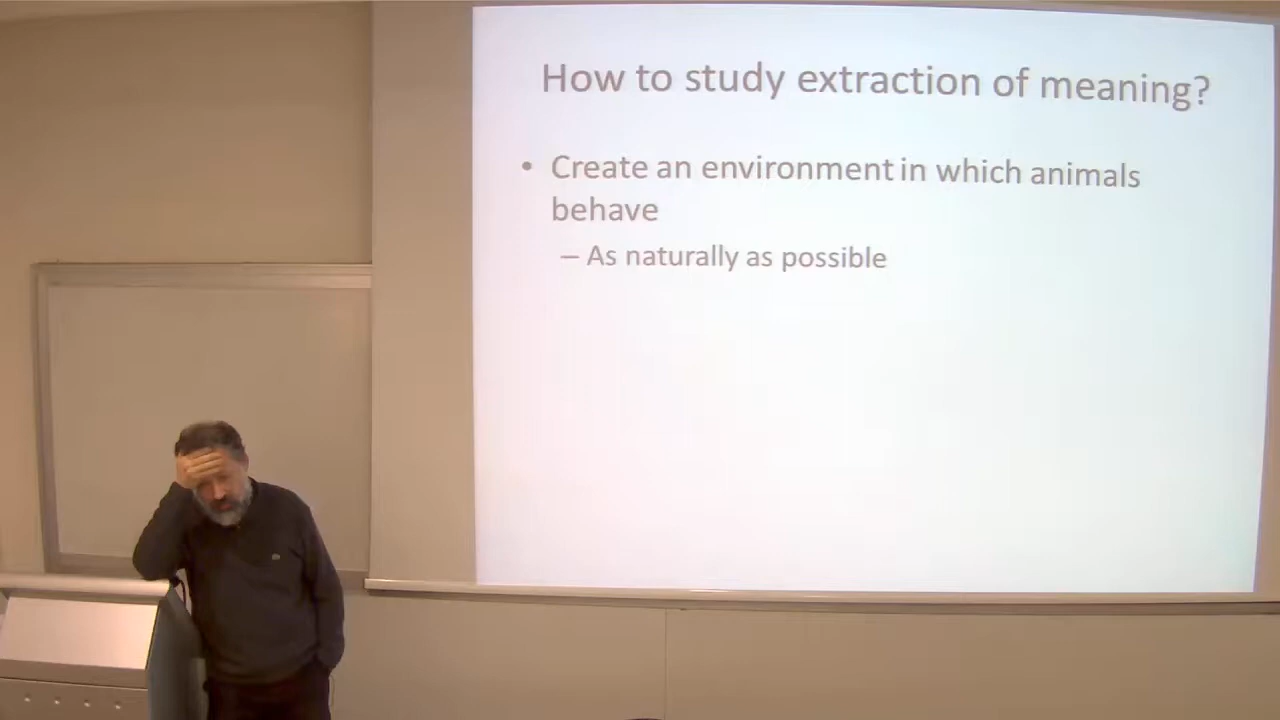 How to study extraction of meaning?
• Create an environment in which animals
behave
– As naturally as possible